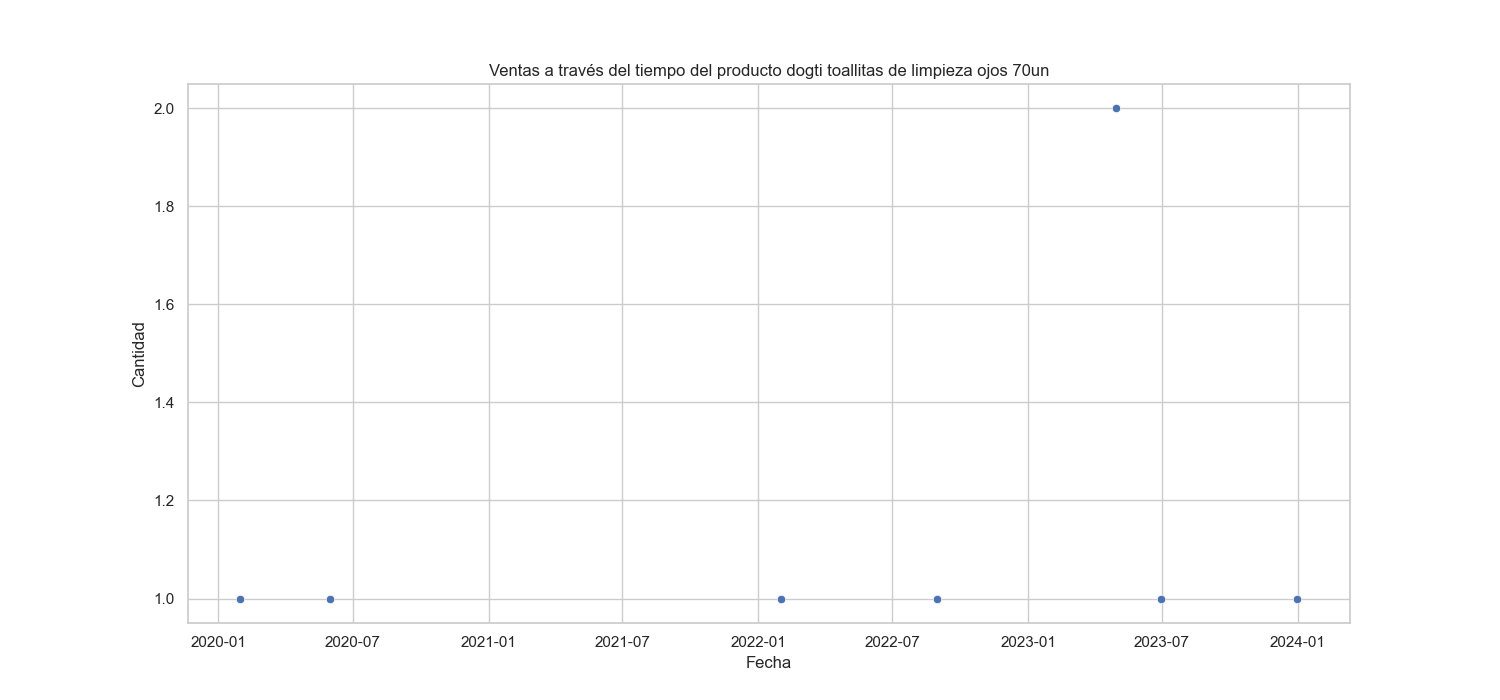 Ventas a través del tiempo del producto dogti toallitas de limpieza ojos 70un
2.0
1.8
1.6
1.4
1.2
1.0
Cantidad
2020-01 2020-07 2021-01 2021-07 2022-01 2022-07 2023-01 2023-07 2024-01
Fecha